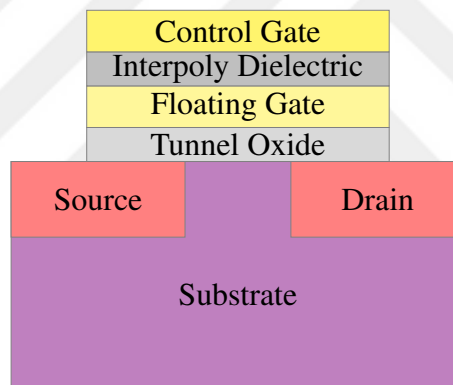 Control Gate
Interpoly Dielectric
Floating Gate
Tunnel Oxide
Source
Drain
Substrate